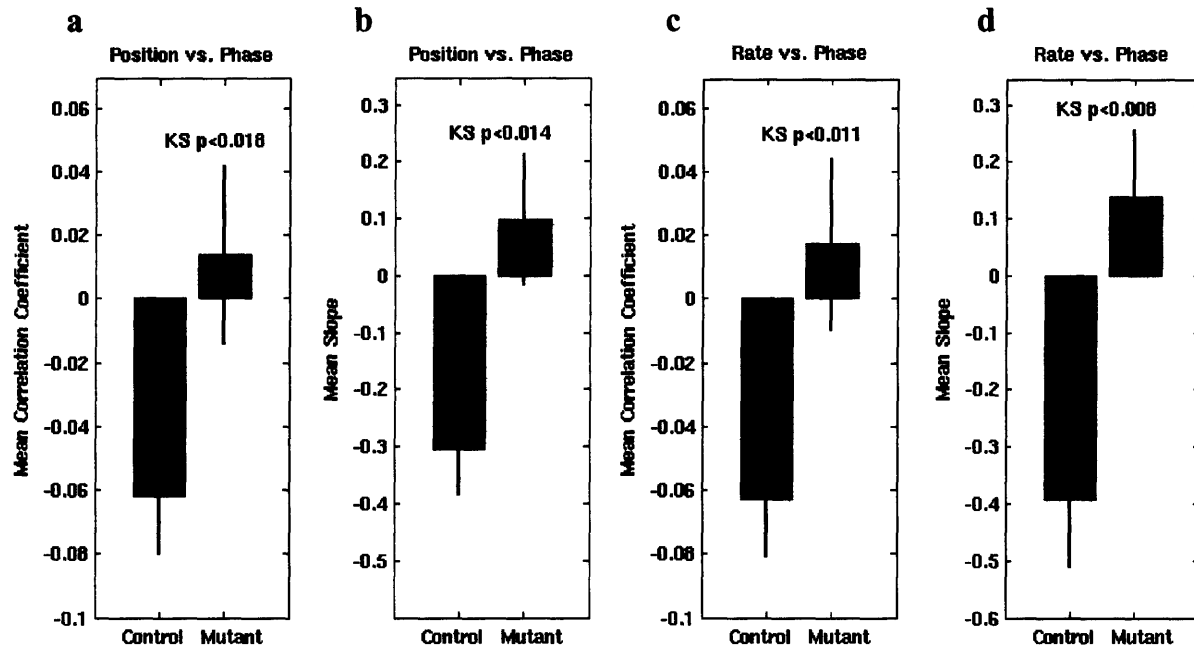 a
Position vs. Phase
0.06
0.04
0.02
0
-0.02
-0.04
-0.06
-0.08
-0.1
Mean Correlation Coefficient
KS p<0.018
Control Mutant
b
Position vs. Phase
0.3
0.2
0.1
0
-0.1
-0.2
-0.3
-0.4
-0.5
Mean Slope
KS p<0.014
Control Mutant
c
Rate vs. Phase
0.06
0.04
0.02
0
-0.02
-0.04
-0.06
-0.08
-0.1
Mean Correlation Coefficient
KS p<0.011
Control Mutant
d
Rate vs. Phase
0.3
0.2
0.1
0
-0.1
-0.2
-0.3
-0.4
-0.5
-0.6
Mean Slope
KS p<0.008
Control Mutant